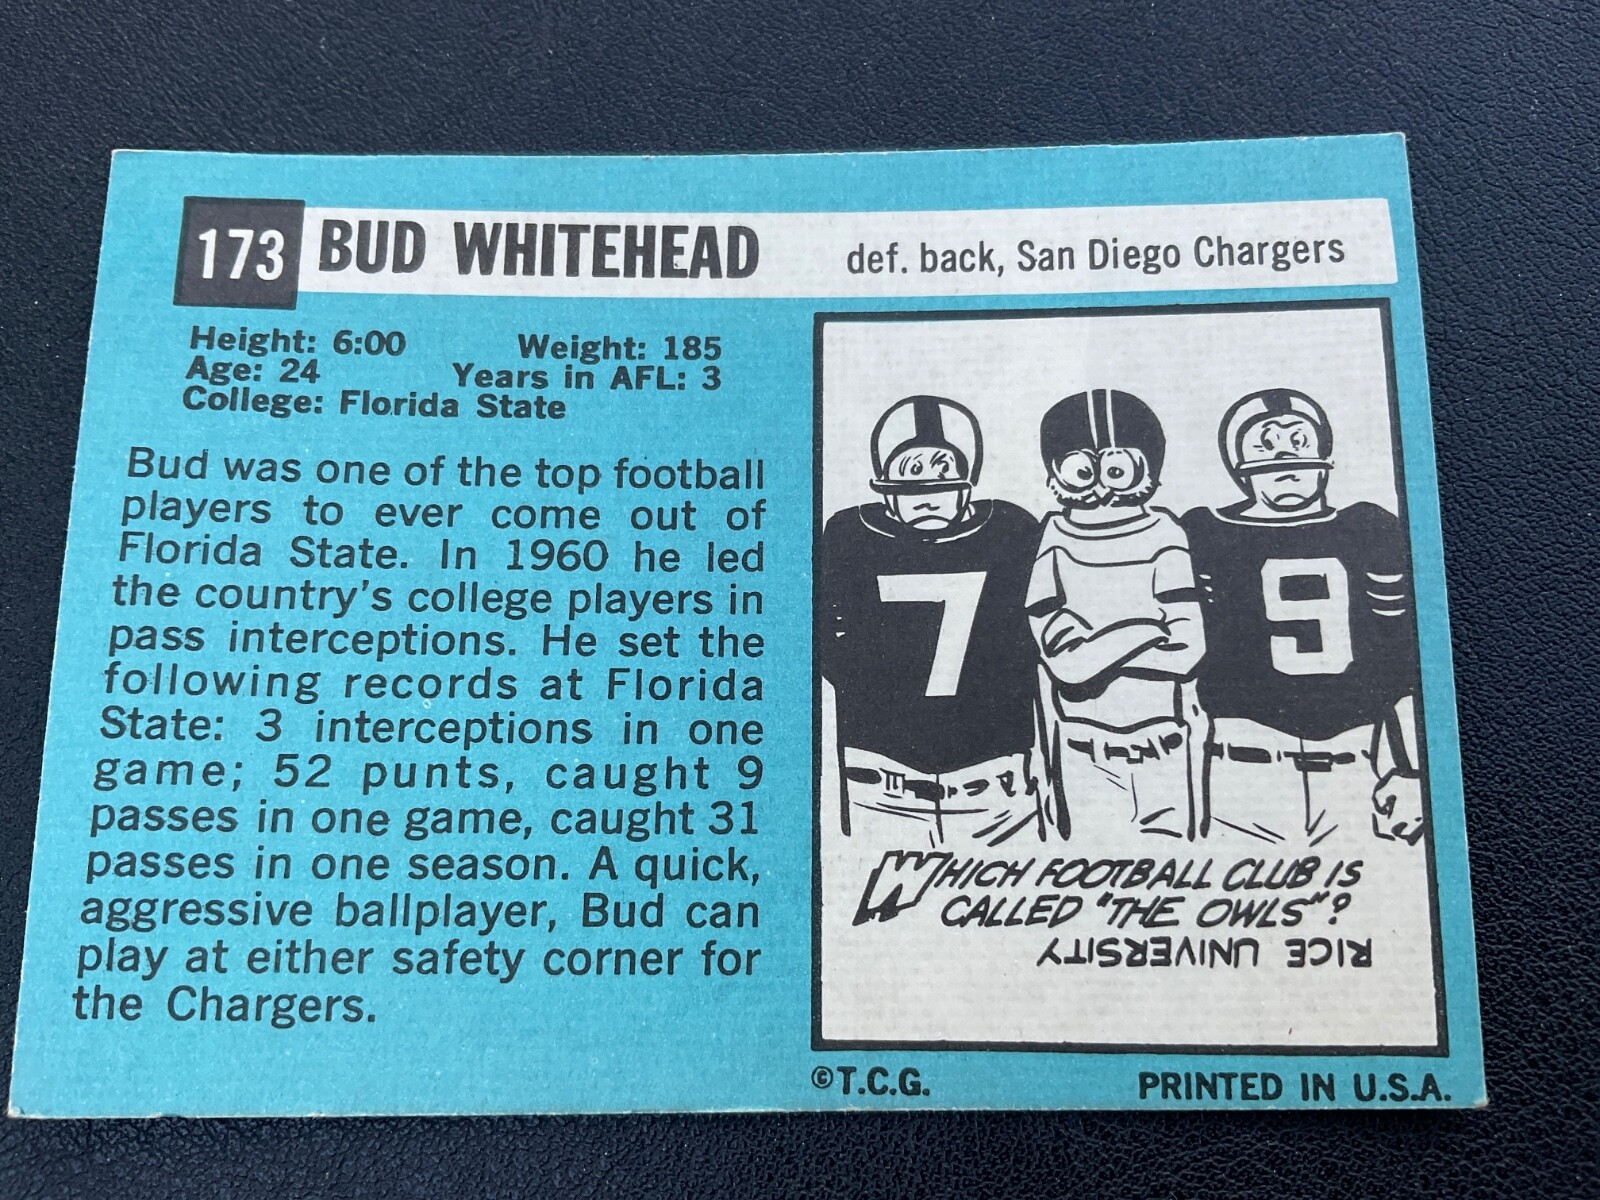 173 BUD WHITEHEAD def. back, San Diego Chargers
Height: 6:00 Weight: 185
Age: 24 Years in AFL: 3
College: Florida State
Bud was one of the top football
players to ever come out of
Florida State. In 1960 he led
the country's college players in
pass interceptions. He set the
following records at Florida
State: 3 interceptions in one
game; 52 punts, caught 9
passes in one game, caught 31
passes in one season. A quick,
aggressive ballplayer, Bud can
play at either safety corner for
the Chargers.
7 9
WHICH FOOTBALL CLUB IS
CALLED "THE OWLS"?
RICE UNIVERSITY
©T.C.G. PRINTED IN U.S.A.